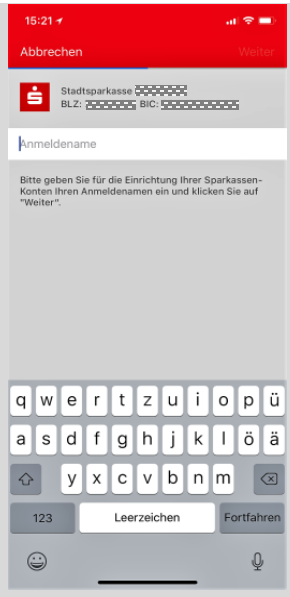 15:21
Abbrechen
Weiter
Stadtsparkasse
BLZ: BIC:
Anmeldename
Bitte geben Sie für die Einrichtung Ihrer Sparkassen-
Konten Ihren Anmeldenamen ein und klicken Sie auf
"Weiter".
q w e r t z u i o p ü
a s d f g h j k l ö ä
y x c v b n m
123 Leerzeichen Fortfahren